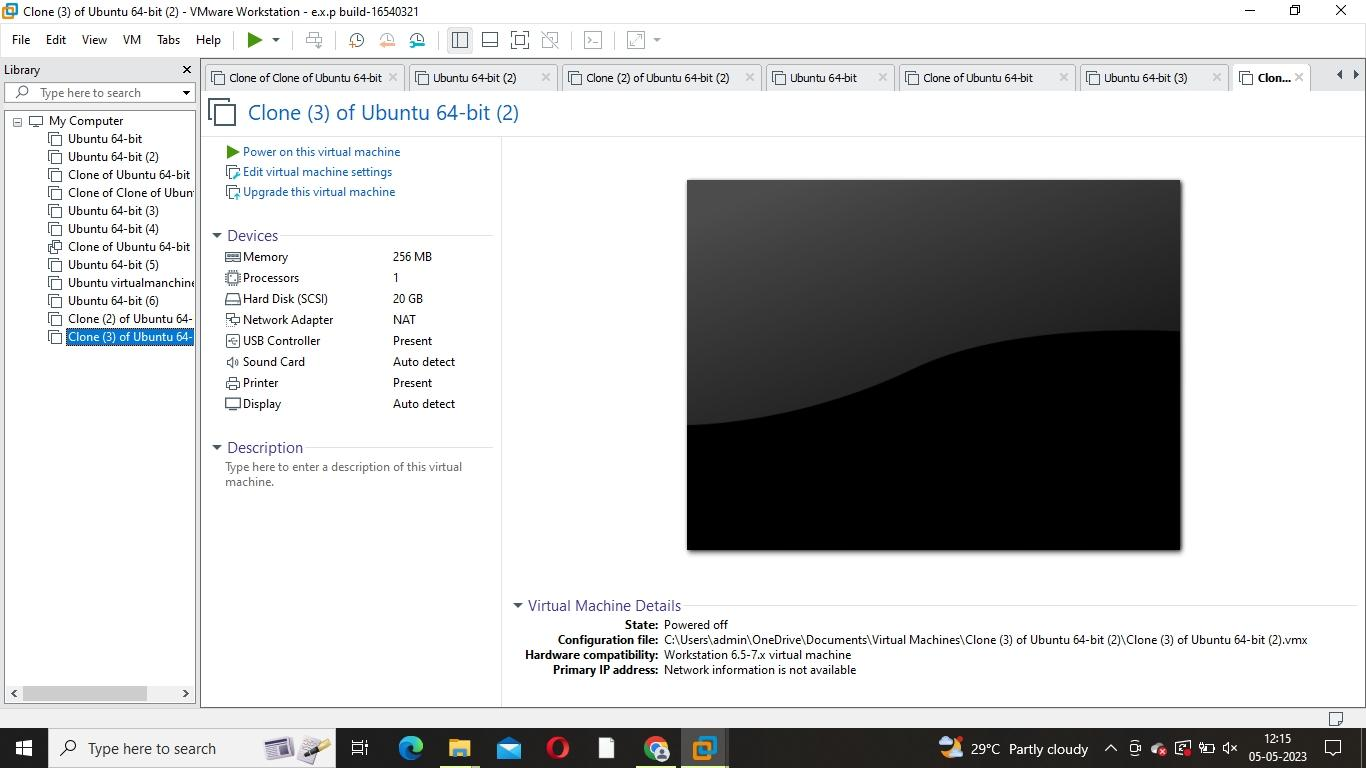 Clone (3) of Ubuntu 64-bit (2) - VMware Workstation - e.x.p build-16540321
File Edit View VM Tabs Help
Library
Type here to search
My Computer
Ubuntu 64-bit
Ubuntu 64-bit (2)
Clone of Ubuntu 64-bit
Clone of Clone of Ubun
Ubuntu 64-bit (3)
Ubuntu 64-bit (4)
Clone of Ubuntu 64-bit
Ubuntu 64-bit (5)
Ubuntu virtualmanchine
Ubuntu 64-bit (6)
Clone (2) of Ubuntu 64-
Clone (3) of Ubuntu 64-
Clone of Clone of Ubuntu 64-bit Ubuntu 64-bit (2) Clone (2) of Ubuntu 64-bit (2) Ubuntu 64-bit Clone of Ubuntu 64-bit Ubuntu 64-bit (3) Clon...
Clone (3) of Ubuntu 64-bit (2)
Power on this virtual machine
Edit virtual machine settings
Upgrade this virtual machine
Devices
Memory 256 MB
Processors 1
Hard Disk (SCSI) 20 GB
Network Adapter NAT
USB Controller Present
Sound Card Auto detect
Printer Present
Display Auto detect
Description
Type here to enter a description of this virtual
machine.
Virtual Machine Details
State: Powered off
Configuration file: C:\Users\admin\OneDrive\Documents\Virtual Machines\Clone (3) of Ubuntu 64-bit (2)\Clone (3) of Ubuntu 64-bit (2).vmx
Hardware compatibility: Workstation 6.5-7.x virtual machine
Primary IP address: Network information is not available
Type here to search
29°C Partly cloudy
12:15
05-05-2023